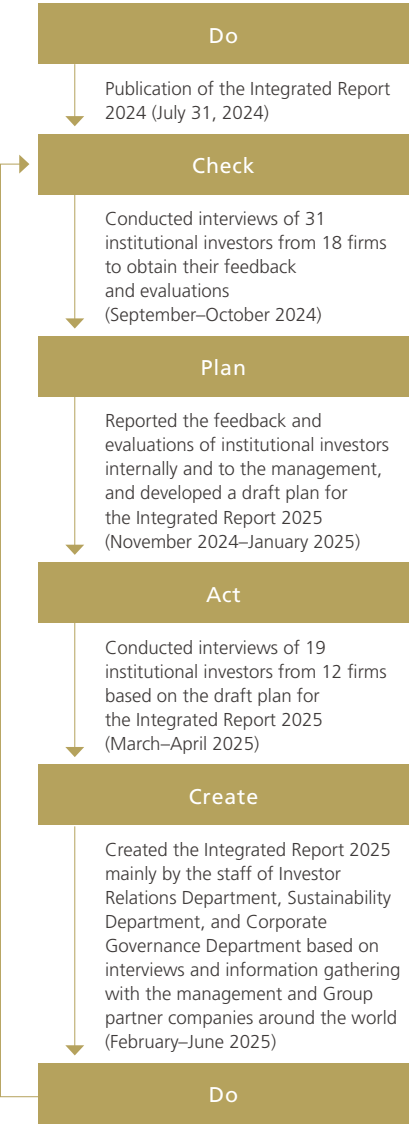 Do
Publication of the Integrated Report
2024 (July 31, 2024)
Check
Conducted interviews of 31
institutional investors from 18 firms
to obtain their feedback
and evaluations
(September–October 2024)
Plan
Reported the feedback and
evaluations of institutional investors
internally and to the management,
and developed a draft plan for
the Integrated Report 2025
(November 2024–January 2025)
Act
Conducted interviews of 19
institutional investors from 12 firms
based on the draft plan for
the Integrated Report 2025
(March–April 2025)
Create
Created the Integrated Report 2025
mainly by the staff of Investor
Relations Department, Sustainability
Department, and Corporate
Governance Department based on
interviews and information gathering
with the management and Group
partner companies around the world
(February–June 2025)
Do